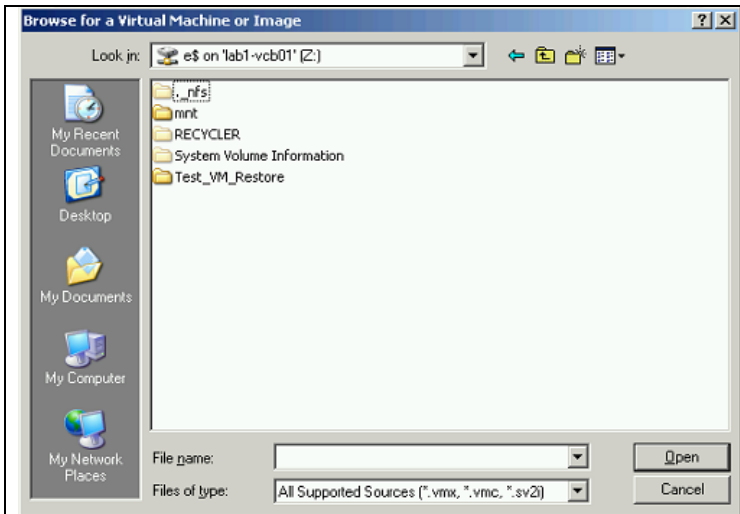 Browse for a Virtual Machine or Image
Look in: e$ on 'lab1-vcb01' (Z:)
._nfs
mnt
RECYCLER
System Volume Information
Test_VM_Restore
My Recent
Documents
Desktop
My Documents
My Computer
My Network
Places
File name:
Open
Files of type: All Supported Sources (*.vmx, *.vmc, *.sv2i)
Cancel